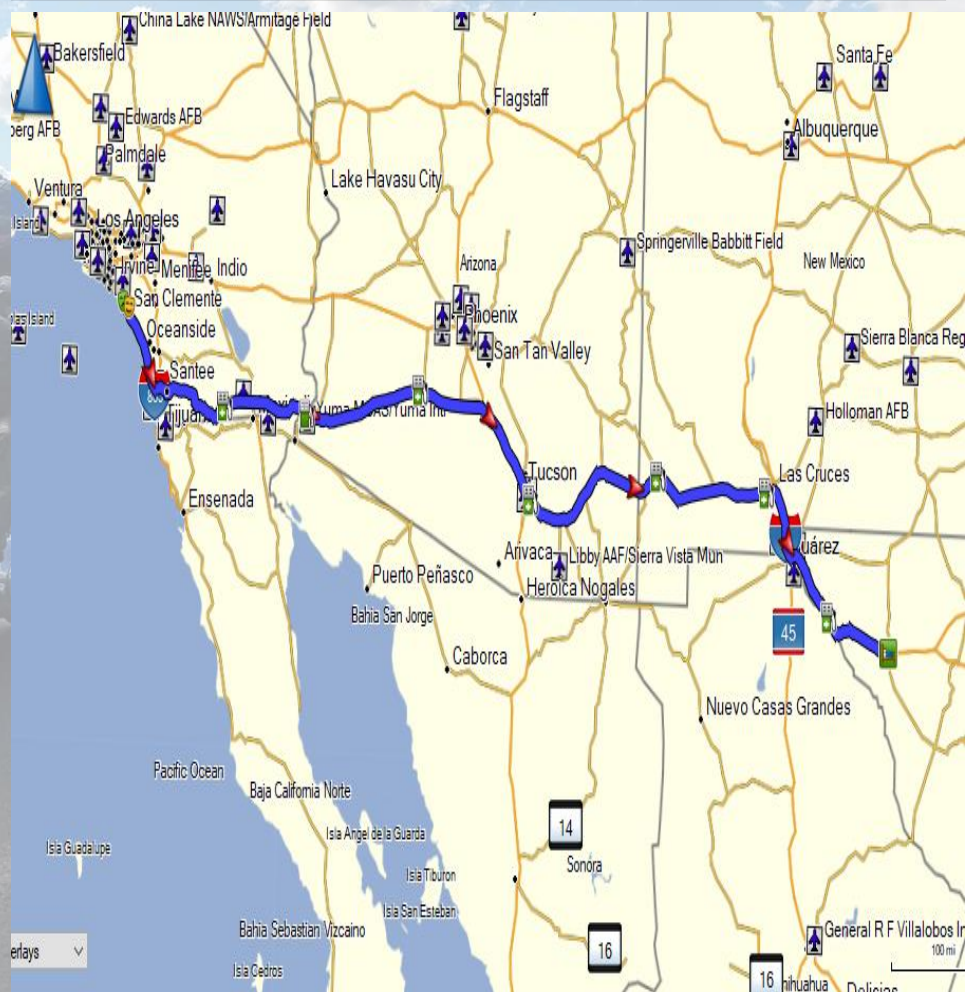 China Lake NAWS/Armitage Field
Bakersfield
Santa Fe
Flagstaff
Edwards AFB
berg AFB
Albuquerque
Palmdale
Lake Havasu City
Ventura
Island
Los Angeles
Springerville Babbitt Field
Arizona
New Mexico
Irvine
Menifee
Indio
San Clemente
Phoenix
Oceanside
Sierra Blanca Reg
San Tan Valley
Santee
Holloman AFB
Tucson
Las Cruces
Ensenada
Juárez
Arivaca
Libby AAF/Sierra Vista Mun
Puerto Peñasco
Heroica Nogales
Bahia San Jorge
45
Caborca
Nuevo Casas Grandes
Pacific Ocean
Baja California Norte
14
Isla Angel de la Guarda
Isla Guadalupe
Sonora
Isla Tiburon
Isla San Esteban
Bahia Sebastian Vizcaino
General R F Villalobos In
erlays
16
100 mi
Isla Cedros
16
hihuahua
Delicias